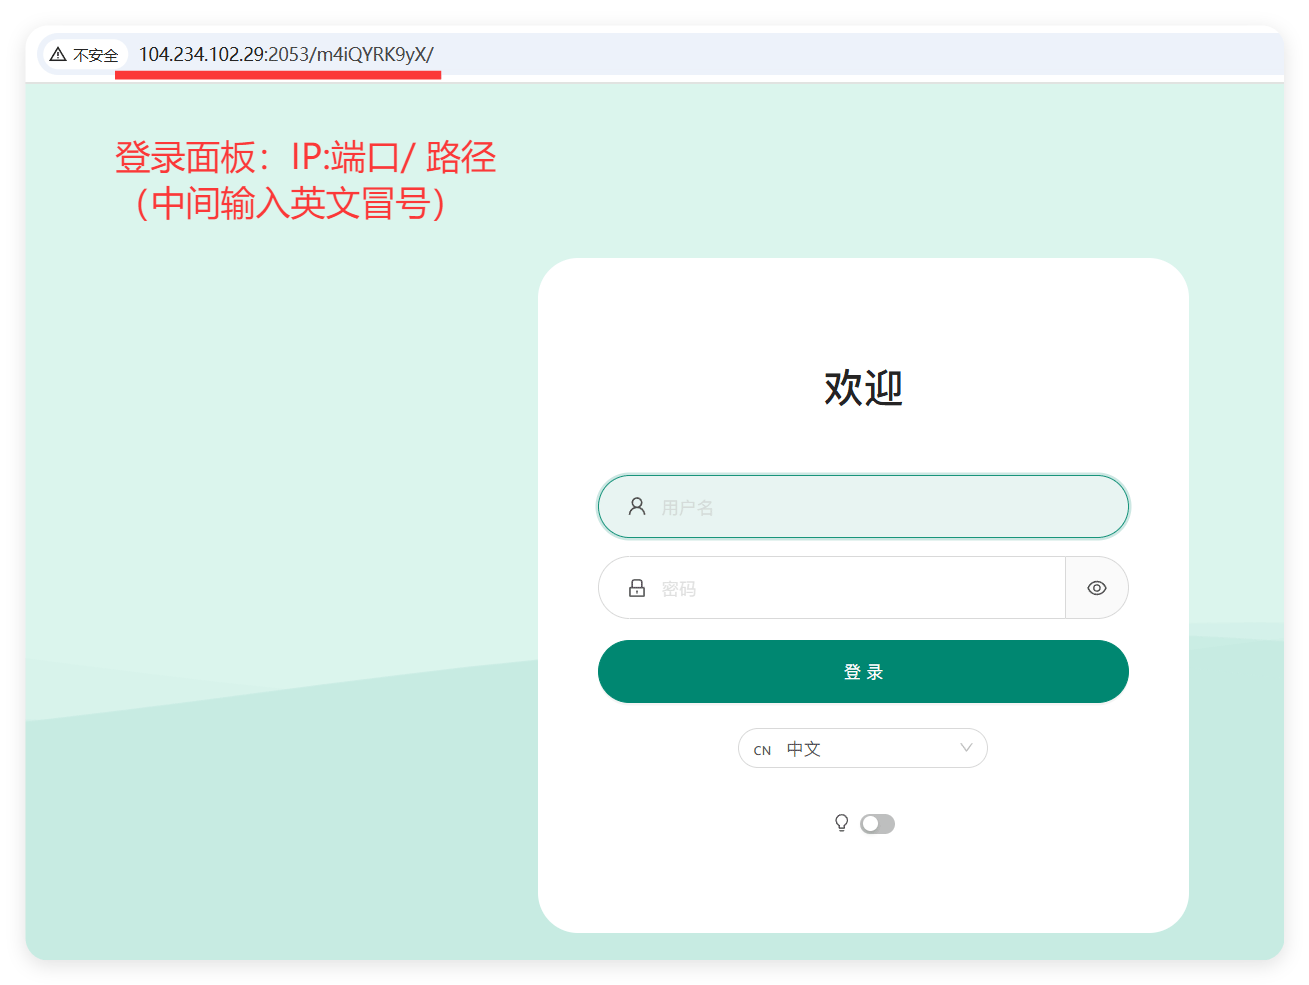 不安全 104.234.102.29:2053/m4iQYRK9yX/
登录面板：IP:端口/ 路径
（中间输入英文冒号）
欢迎
用户名
密码
登 录
CN 中文